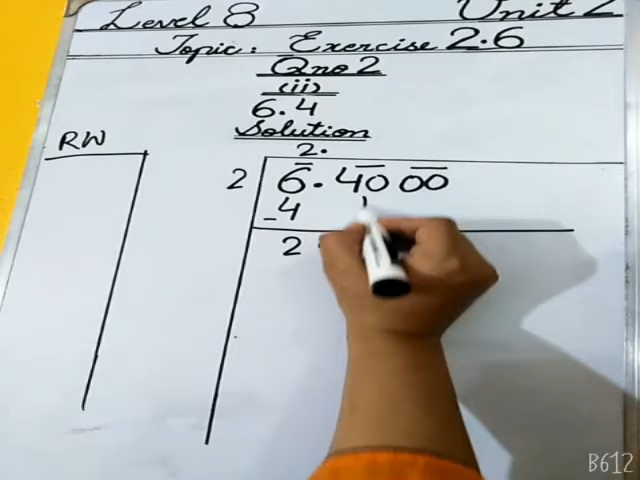 Level 8 Unit 2
Topic: Exercise 2.6
Qno 2
(ii)
6.4
Solution
RW
2.
2 6.40 00
-4
2
B612